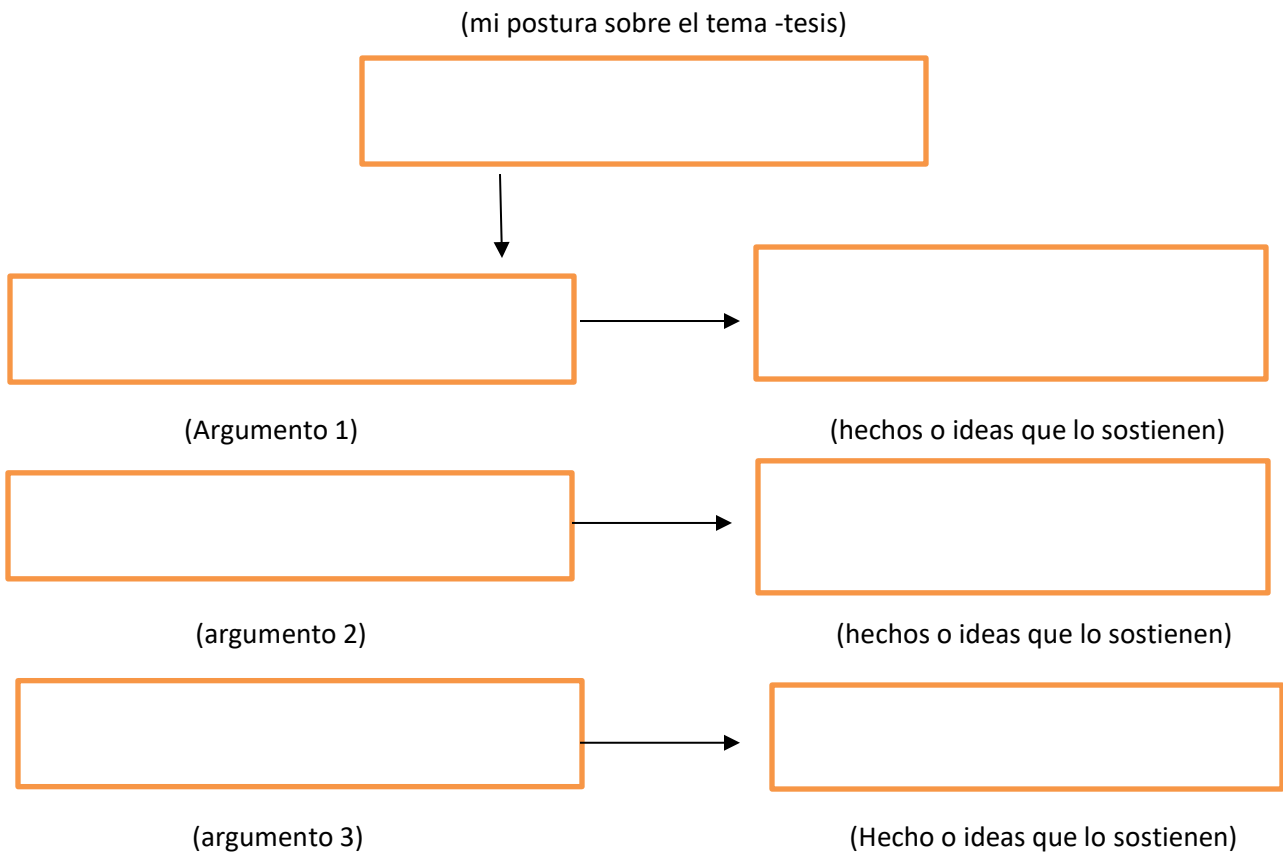 (mi postura sobre el tema -tesis)
(Argumento 1)
(hechos o ideas que lo sostienen)
(argumento 2)
(hechos o ideas que lo sostienen)
(argumento 3)
(Hecho o ideas que lo sostienen)